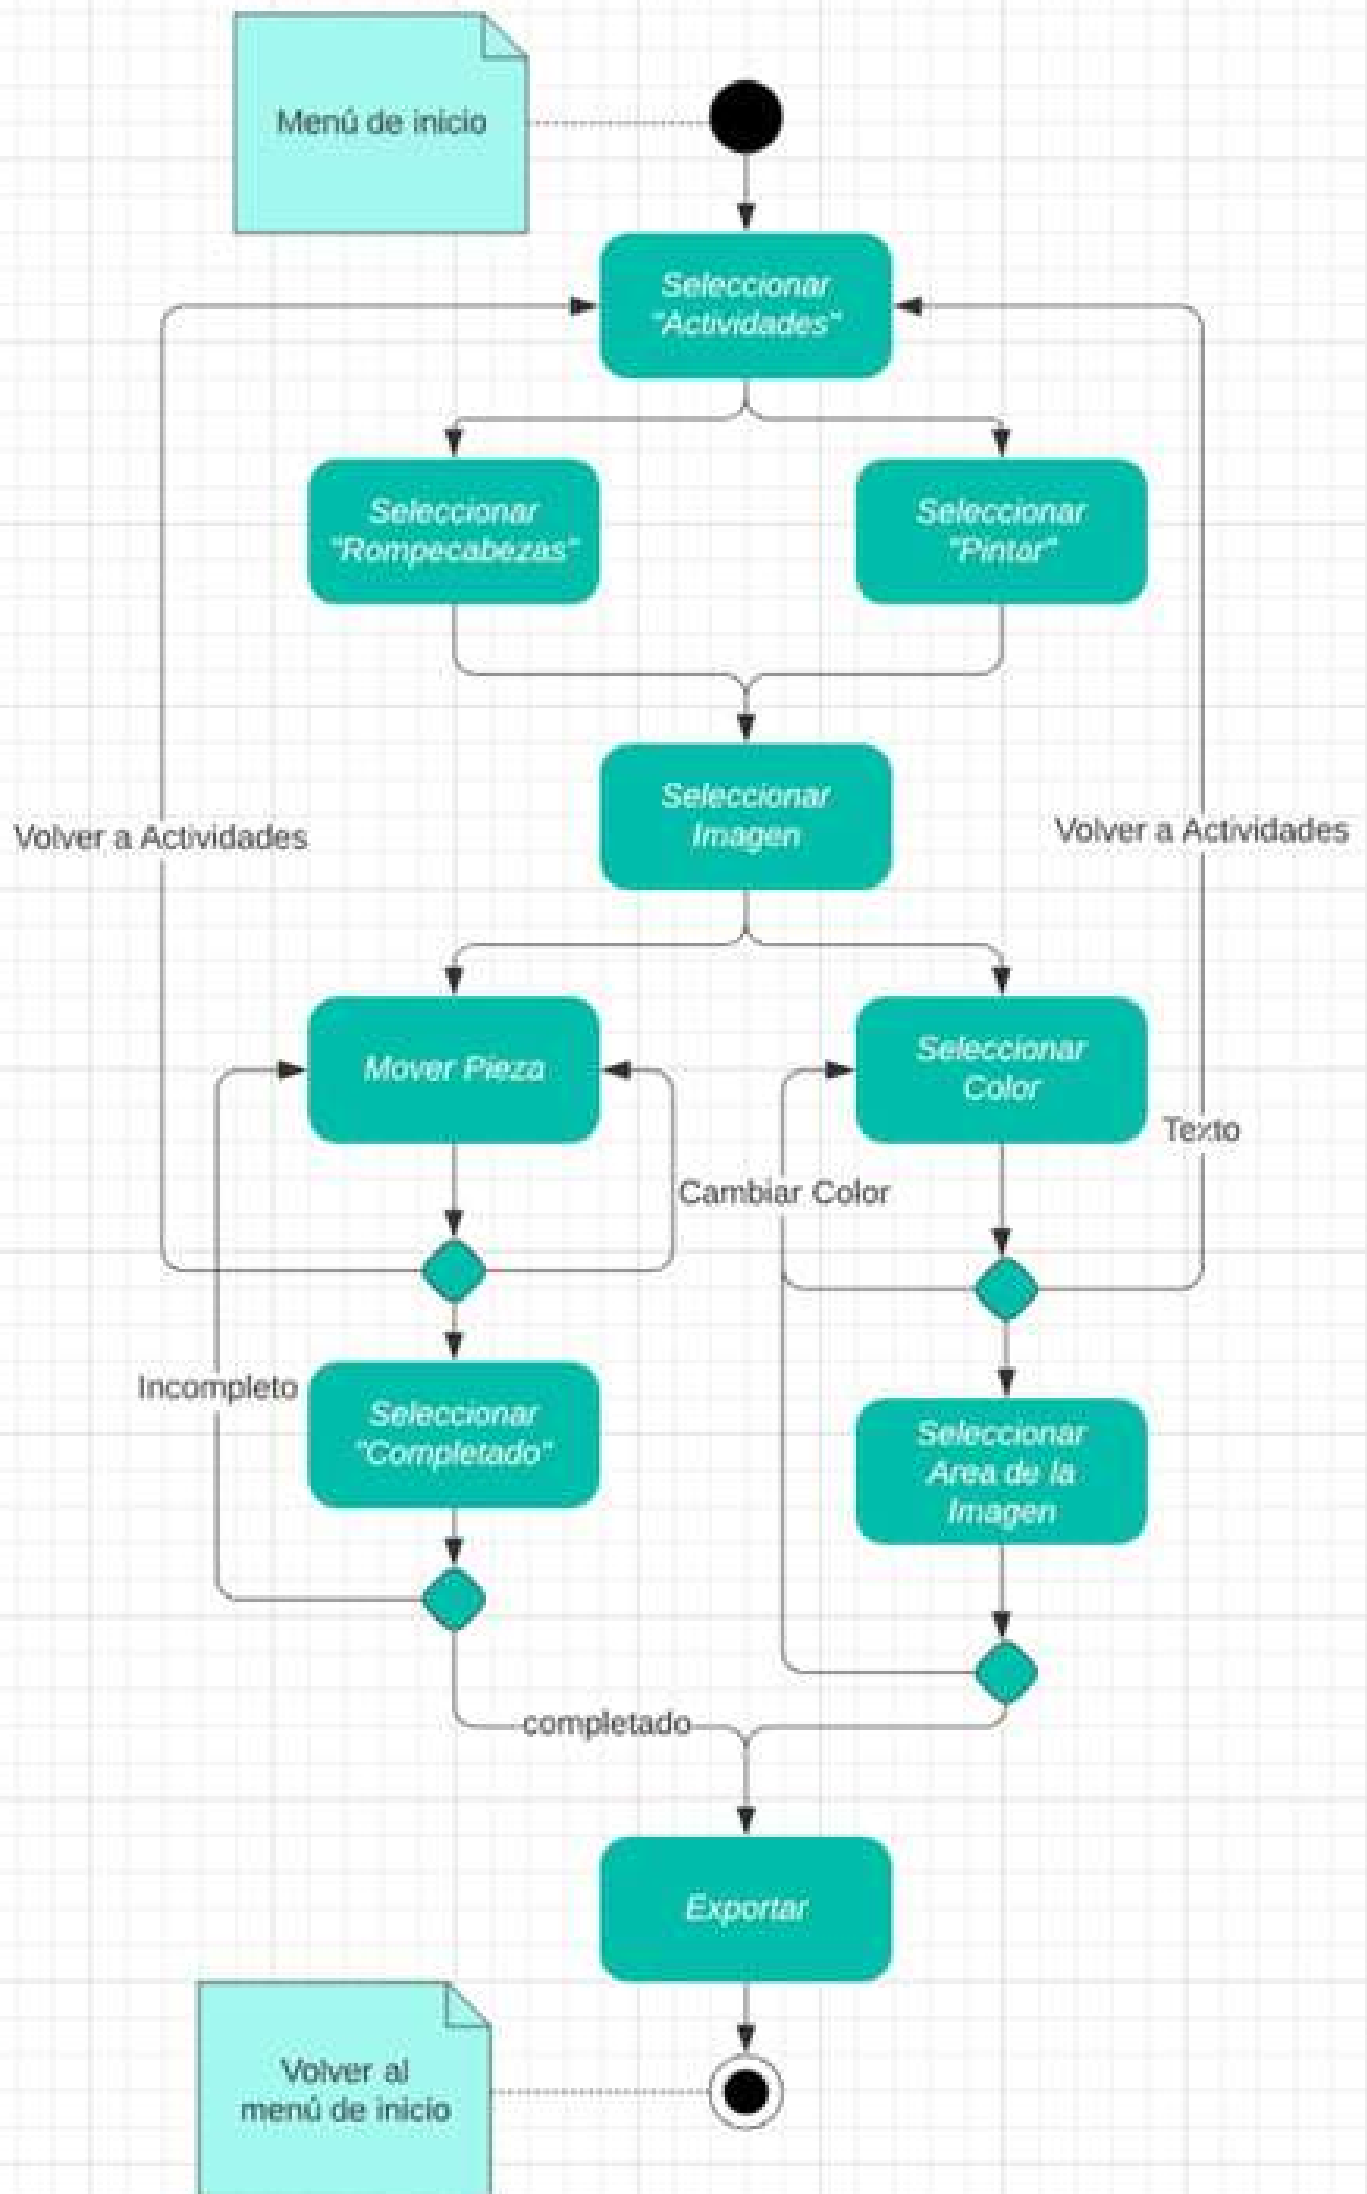 Menú de inicio
Seleccionar
"Actividades"
Seleccionar
"Rompecabezas"
Seleccionar
"Pintar"
Seleccionar
Imagen
Volver a Actividades
Volver a Actividades
Mover Pieza
Seleccionar
Color
Texto
Cambiar Color
Incompleto
Seleccionar
"Completado"
Seleccionar
Area de la
Imagen
completado
Exportar
Volver al
menú de inicio